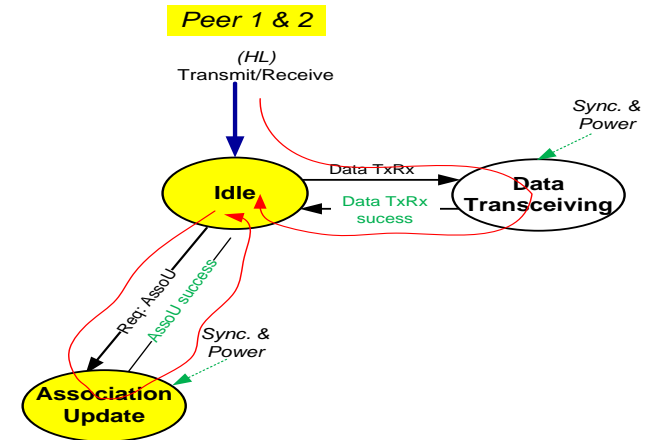 Peer 1 & 2
(HL)
Transmit/Receive
Sync. &
Power
Data TxRx
Idle
Data
Transceiving
Data TxRx
sucess
Req: AssoU
AssoU success
Sync. &
Power
Association
Update